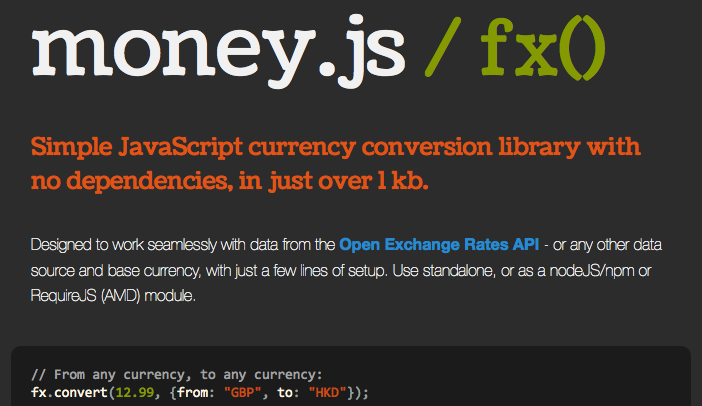 money.js / fx()
Simple JavaScript currency conversion library with
no dependencies, in just over 1 kb.
Designed to work seamlessly with data from the Open Exchange Rates API - or any other data
source and base currency, with just a few lines of setup. Use standalone, or as a nodeJS/npm or
RequireJS (AMD) module.
// From any currency, to any currency:
fx.convert(12.99, {from: "GBP", to: "HKD"});